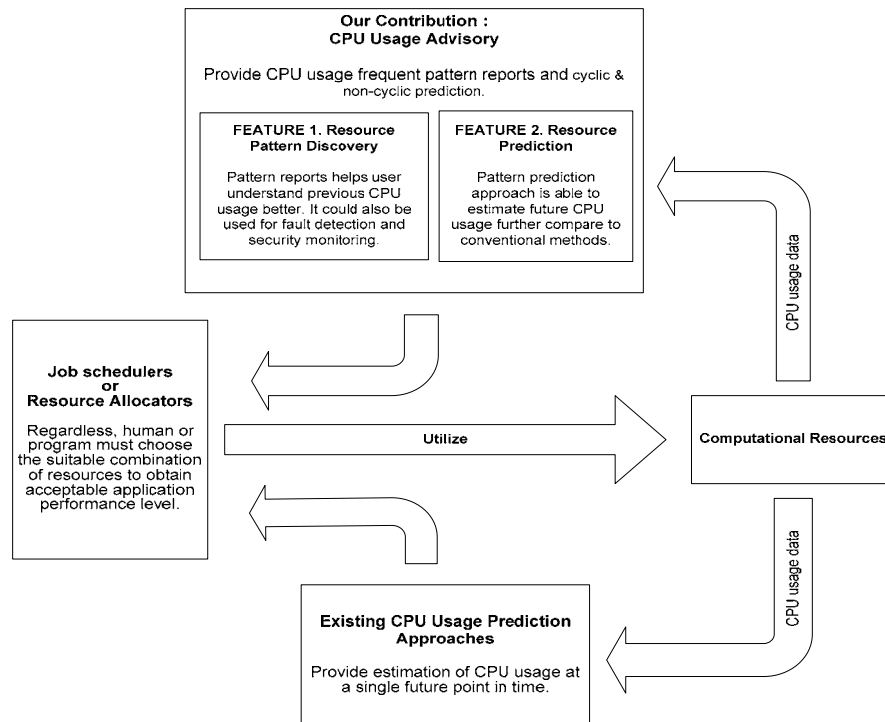 Our Contribution :
CPU Usage Advisory
Provide CPU usage frequent pattern reports and cyclic &
non-cyclic prediction.
FEATURE 1. Resource
Pattern Discovery
Pattern reports helps user
understand previous CPU
usage better. It could also be
used for fault detection and
security monitoring.
FEATURE 2. Resource
Prediction
Pattern prediction
approach is able to
estimate future CPU
usage further compare to
conventional methods.
CPU usage data
Job schedulers
or
Resource Allocators
Regardless, human or
program must choose
the suitable combination
of resources to obtain
acceptable application
performance level.
Utilize
Computational Resources
CPU usage data
Existing CPU Usage Prediction
Approaches
Provide estimation of CPU usage at
a single future point in time.